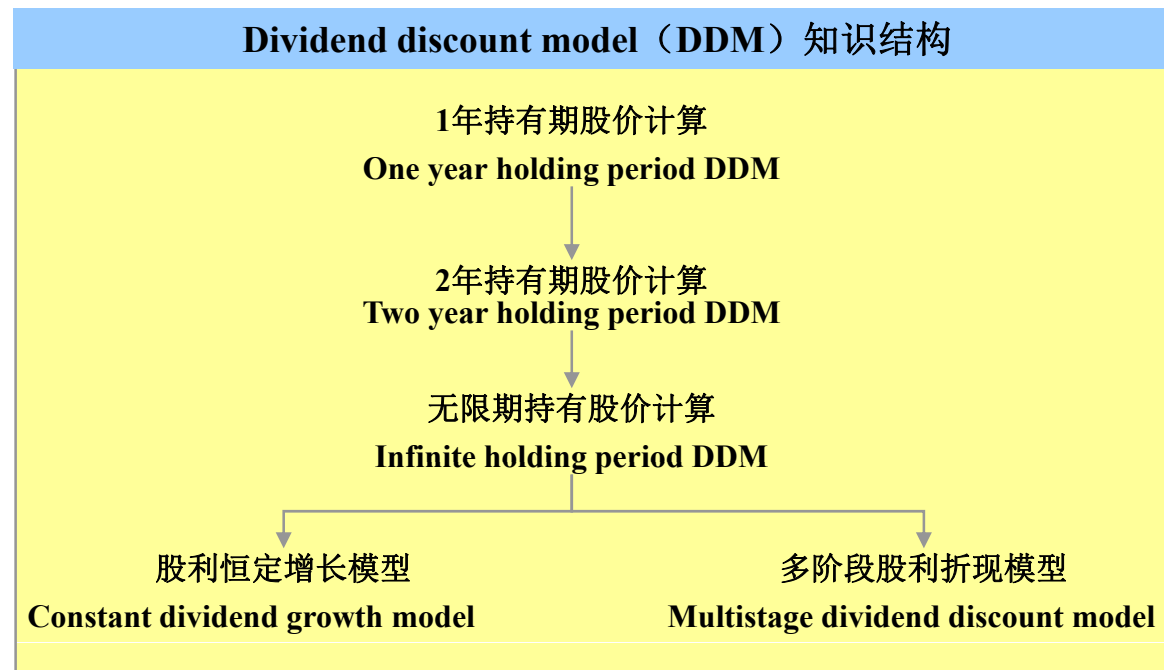 Dividend discount model（DDM）知识结构
1年持有期股价计算
One year holding period DDM
2年持有期股价计算
Two year holding period DDM
无限期持有股价计算
Infinite holding period DDM
股利恒定增长模型
Constant dividend growth model
多阶段股利折现模型
Multistage dividend discount model